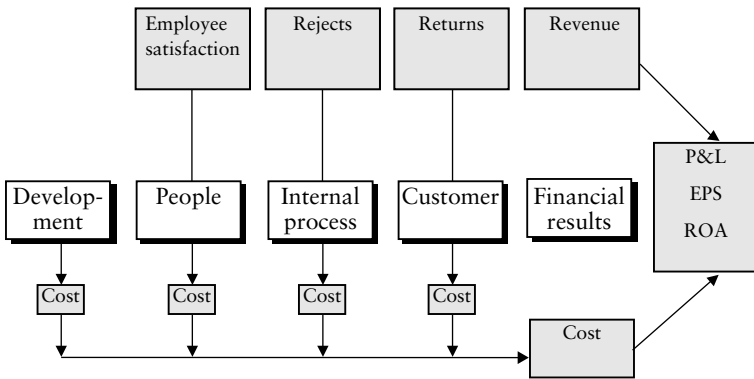 Employee
satisfaction
Rejects
Returns
Revenue
P&L
EPS
ROA
Develop-
ment
People
Internal
process
Customer
Financial
results
Cost
Cost
Cost
Cost
Cost